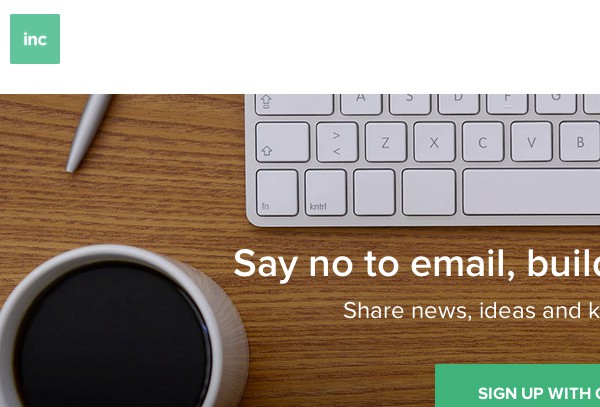 inc
A S D F G
> < Z X C V B
fn kntrl
Say no to email, build
Share news, ideas and k
SIGN UP WITH